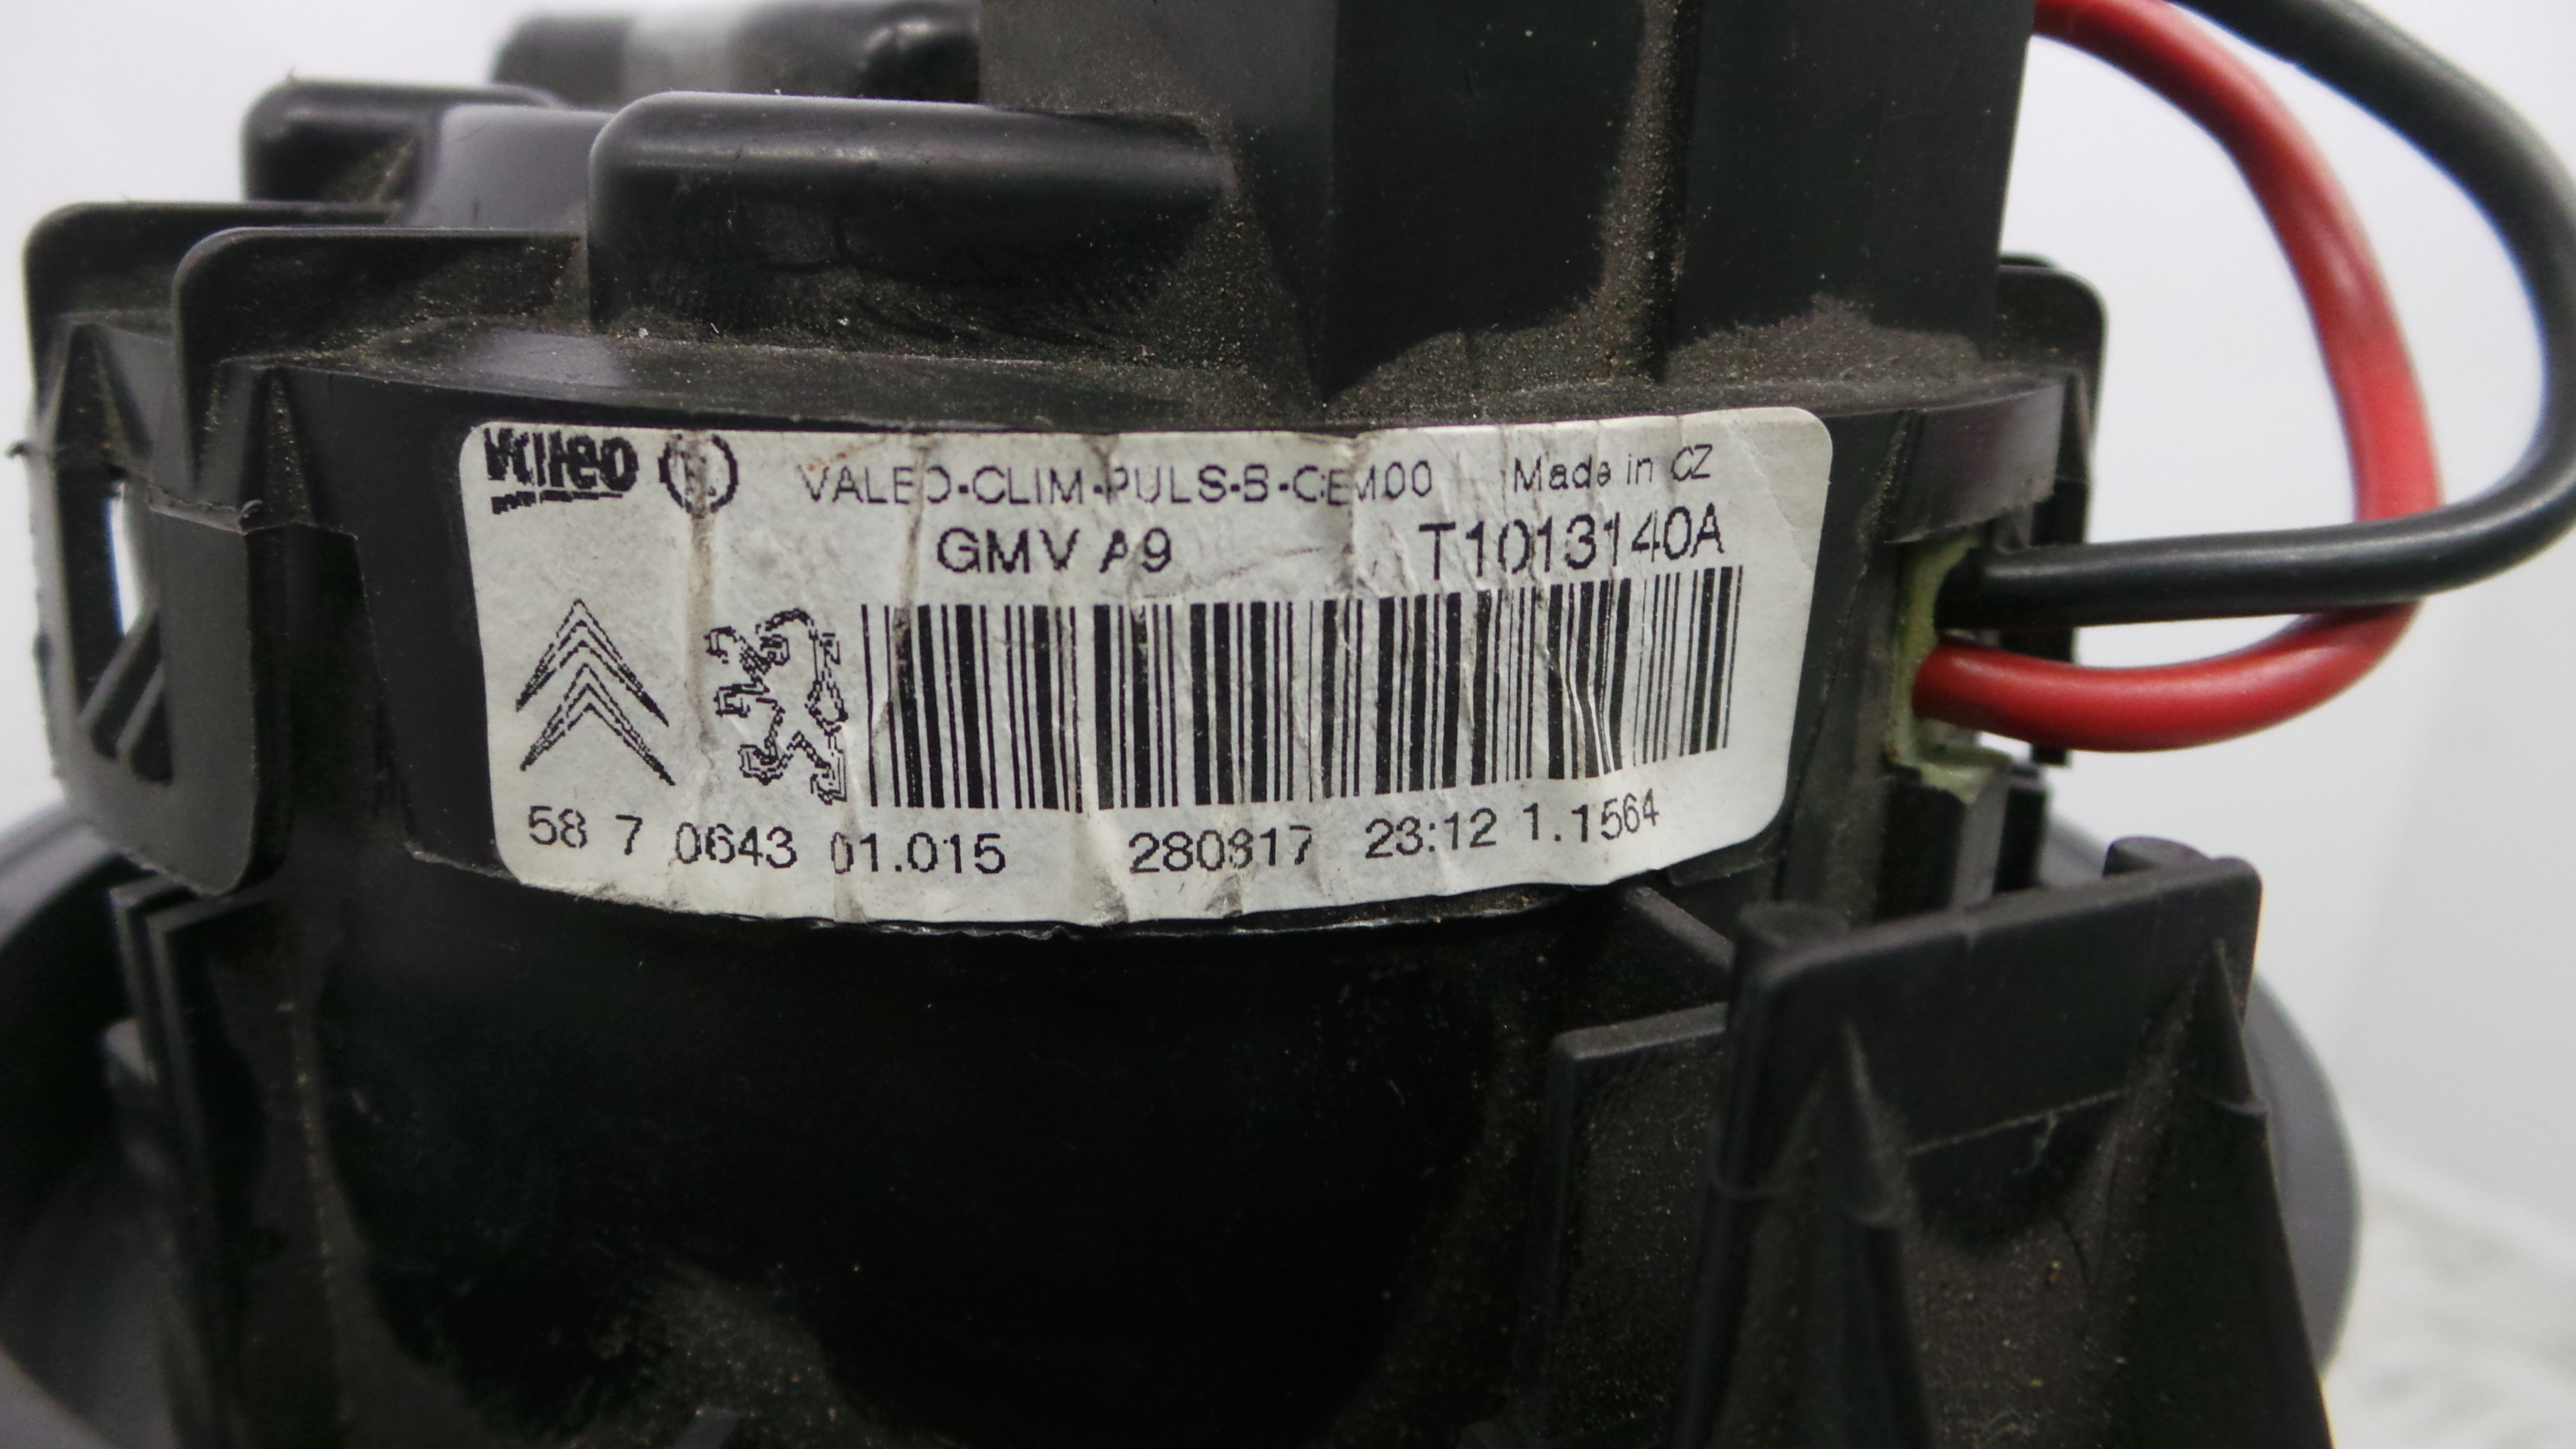 Valeo VALEO-CLIM-PULS-B-CEM00 Made in CZ
GMV A9 T1013140A
58 7 0643 01.015 280817 23:12 1.1564